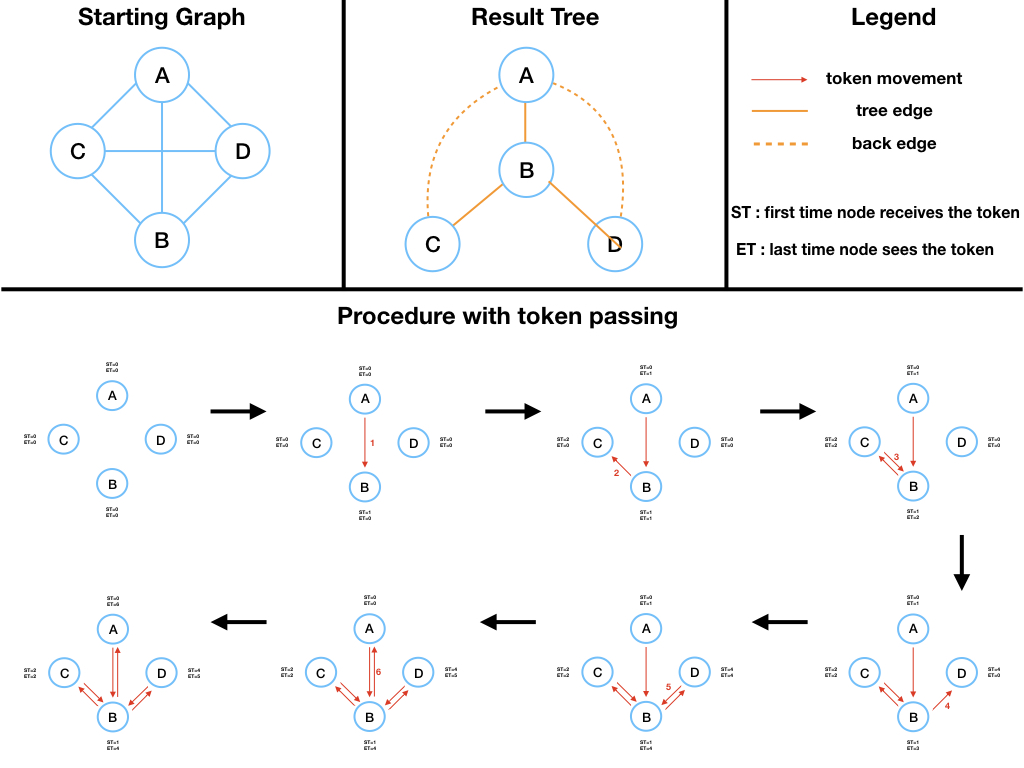 Starting Graph
A
C
D
B
Result Tree
A
B
C
D
Legend
token movement
tree edge
back edge
ST : first time node receives the token
ET : last time node sees the token
Procedure with token passing
ST=0
ET=0
A
ST=0
ET=0
C
D
ST=0
ET=0
B
ST=0
ET=0
ST=0
ET=0
A
ST=0
ET=0
C
1
D
ST=0
ET=0
B
ST=1
ET=0
ST=0
ET=1
A
ST=2
ET=0
C
D
ST=0
ET=0
2
B
ST=1
ET=1
ST=0
ET=1
A
ST=2
ET=2
C
D
ST=0
ET=0
3
B
ST=1
ET=2
ST=0
ET=1
A
ST=2
ET=2
C
D
ST=4
ET=0
4
B
ST=1
ET=3
ST=0
ET=1
A
ST=2
ET=2
C
D
ST=4
ET=4
5
B
ST=1
ET=4
ST=0
ET=0
A
ST=2
ET=2
C
6
D
ST=4
ET=5
B
ST=1
ET=4
ST=0
ET=6
A
ST=2
ET=2
C
D
ST=4
ET=5
B
ST=1
ET=4